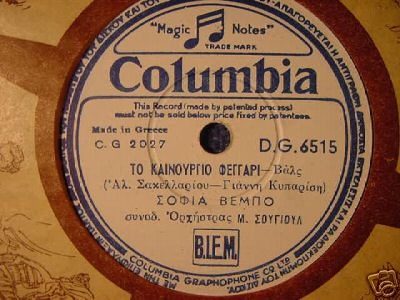 "Magic Notes"
TRADE MARK
Columbia
This Record (made by patented process)
must not be sold below price fixed by patentees.
Made in Greece
C.G 2027
D.G.6515
ΤΟ ΚΑΙΝΟΥΡΓΙΟ ΦΕΓΓΑΡΙ—Βάλς
(Ἀλ. Σακελλαρίου—Γιάννη Κυπαρίση)
ΣΟΦΙΑ ΒΕΜΠΟ
συνοδ. Ὀρχήστρας Μ. ΣΟΥΓΙΟΥΛ
B.I.E.M.
COLUMBIA GRAPHOPHONE CO LTD